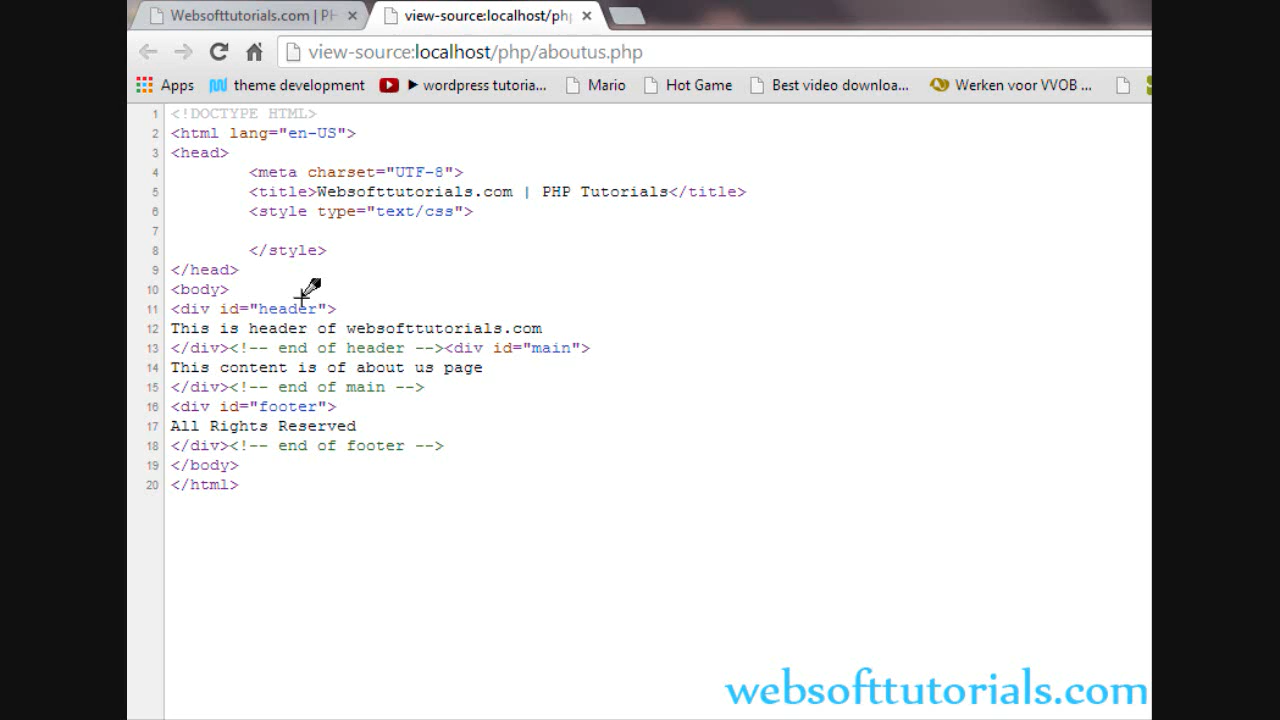 Websofttutorials.com | PH
view-source:localhost/php
view-source:localhost/php/aboutus.php
Apps theme development wordpress tutoria... Mario Hot Game Best video downloa... Werken voor VVOB ...
1 <!DOCTYPE HTML>
2 <html lang="en-US">
3 <head>
4 <meta charset="UTF-8">
5 <title>Websofttutorials.com | PHP Tutorials</title>
6 <style type="text/css">
7
8 </style>
9 </head>
10 <body>
11 <div id="header">
12 This is header of websofttutorials.com
13 </div><!-- end of header --><div id="main">
14 This content is of about us page
15 </div><!-- end of main -->
16 <div id="footer">
17 All Rights Reserved
18 </div><!-- end of footer -->
19 </body>
20 </html>
websofttutorials.com